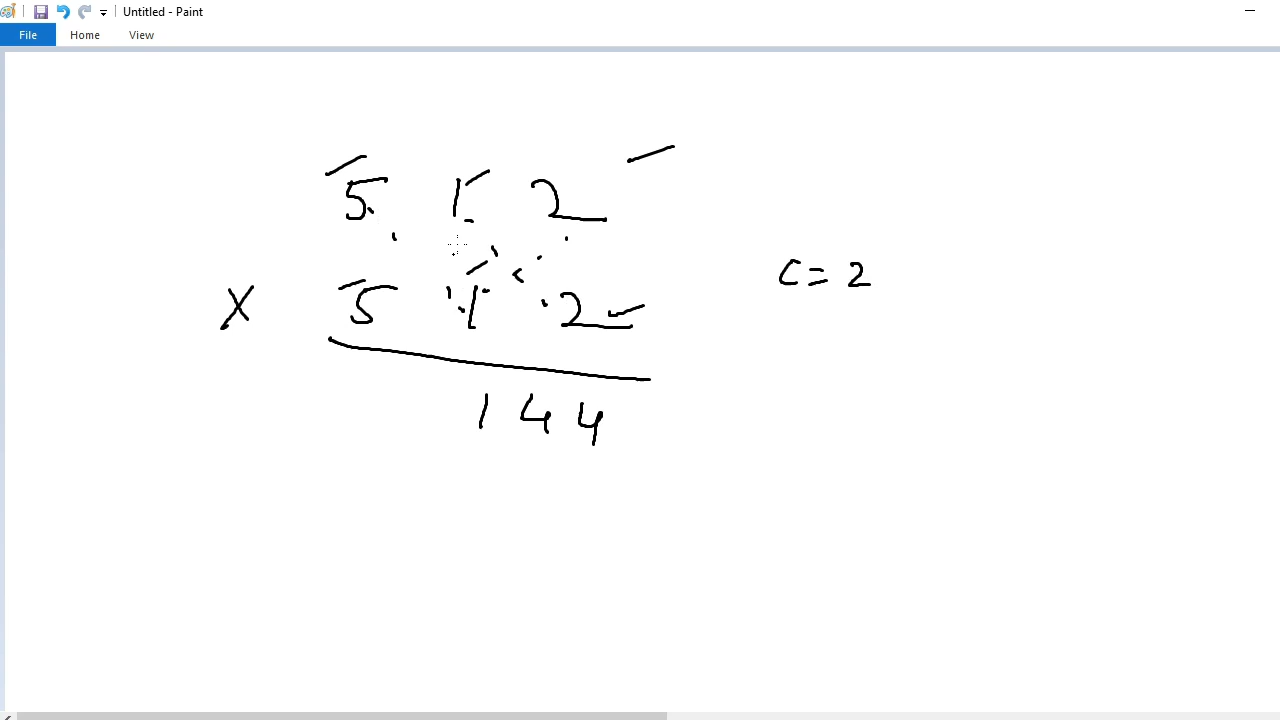 Untitled - Paint
File Home View
5 1 2
X 5 1 2
C = 2
1 4 4